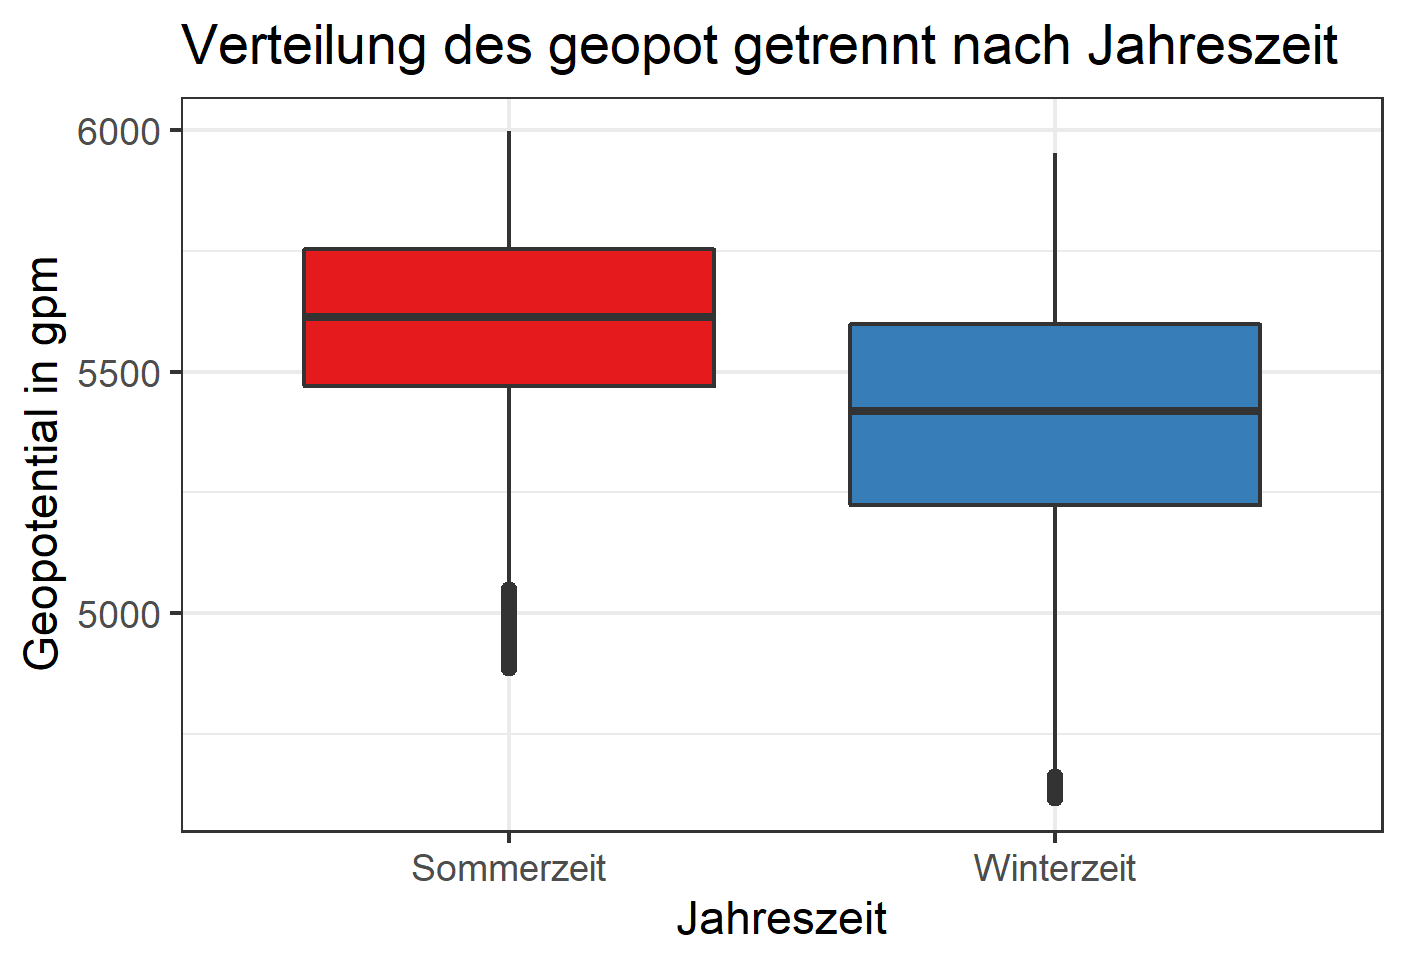 Verteilung des geopot getrennt nach Jahreszeit
Geopotential in gpm
6000
5500
5000
Sommerzeit
Winterzeit
Jahreszeit